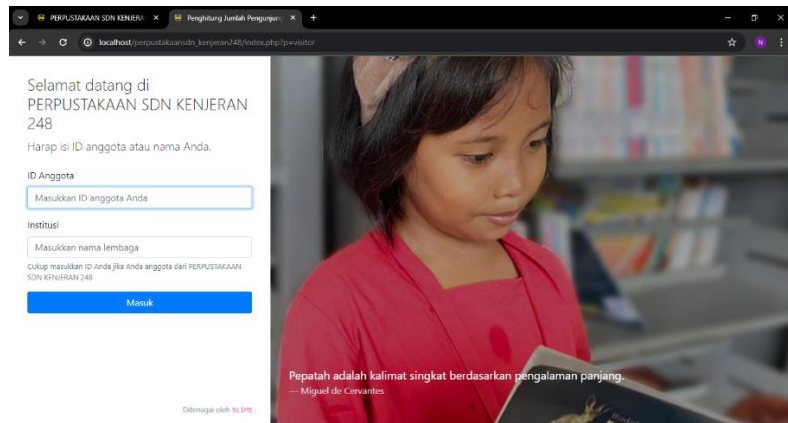 PERPUSTAKAAN SDN KENJERA
Penghitung Jumlah Pengunjung
localhost/perpustakaansdn_kenjeran248/index.php?p=visitor
N
Selamat datang di
PERPUSTAKAAN SDN KENJERAN
248
Harap isi ID anggota atau nama Anda.
ID Anggota
Masukkan ID anggota Anda
Institusi
Masukkan nama lembaga
Cukup masukkan ID Anda jika Anda anggota dari PERPUSTAKAAN
SDN KENJERAN 248
Masuk
Pepatah adalah kalimat singkat berdasarkan pengalaman panjang.
— Miguel de Cervantes
Ditenagai oleh SLiMS